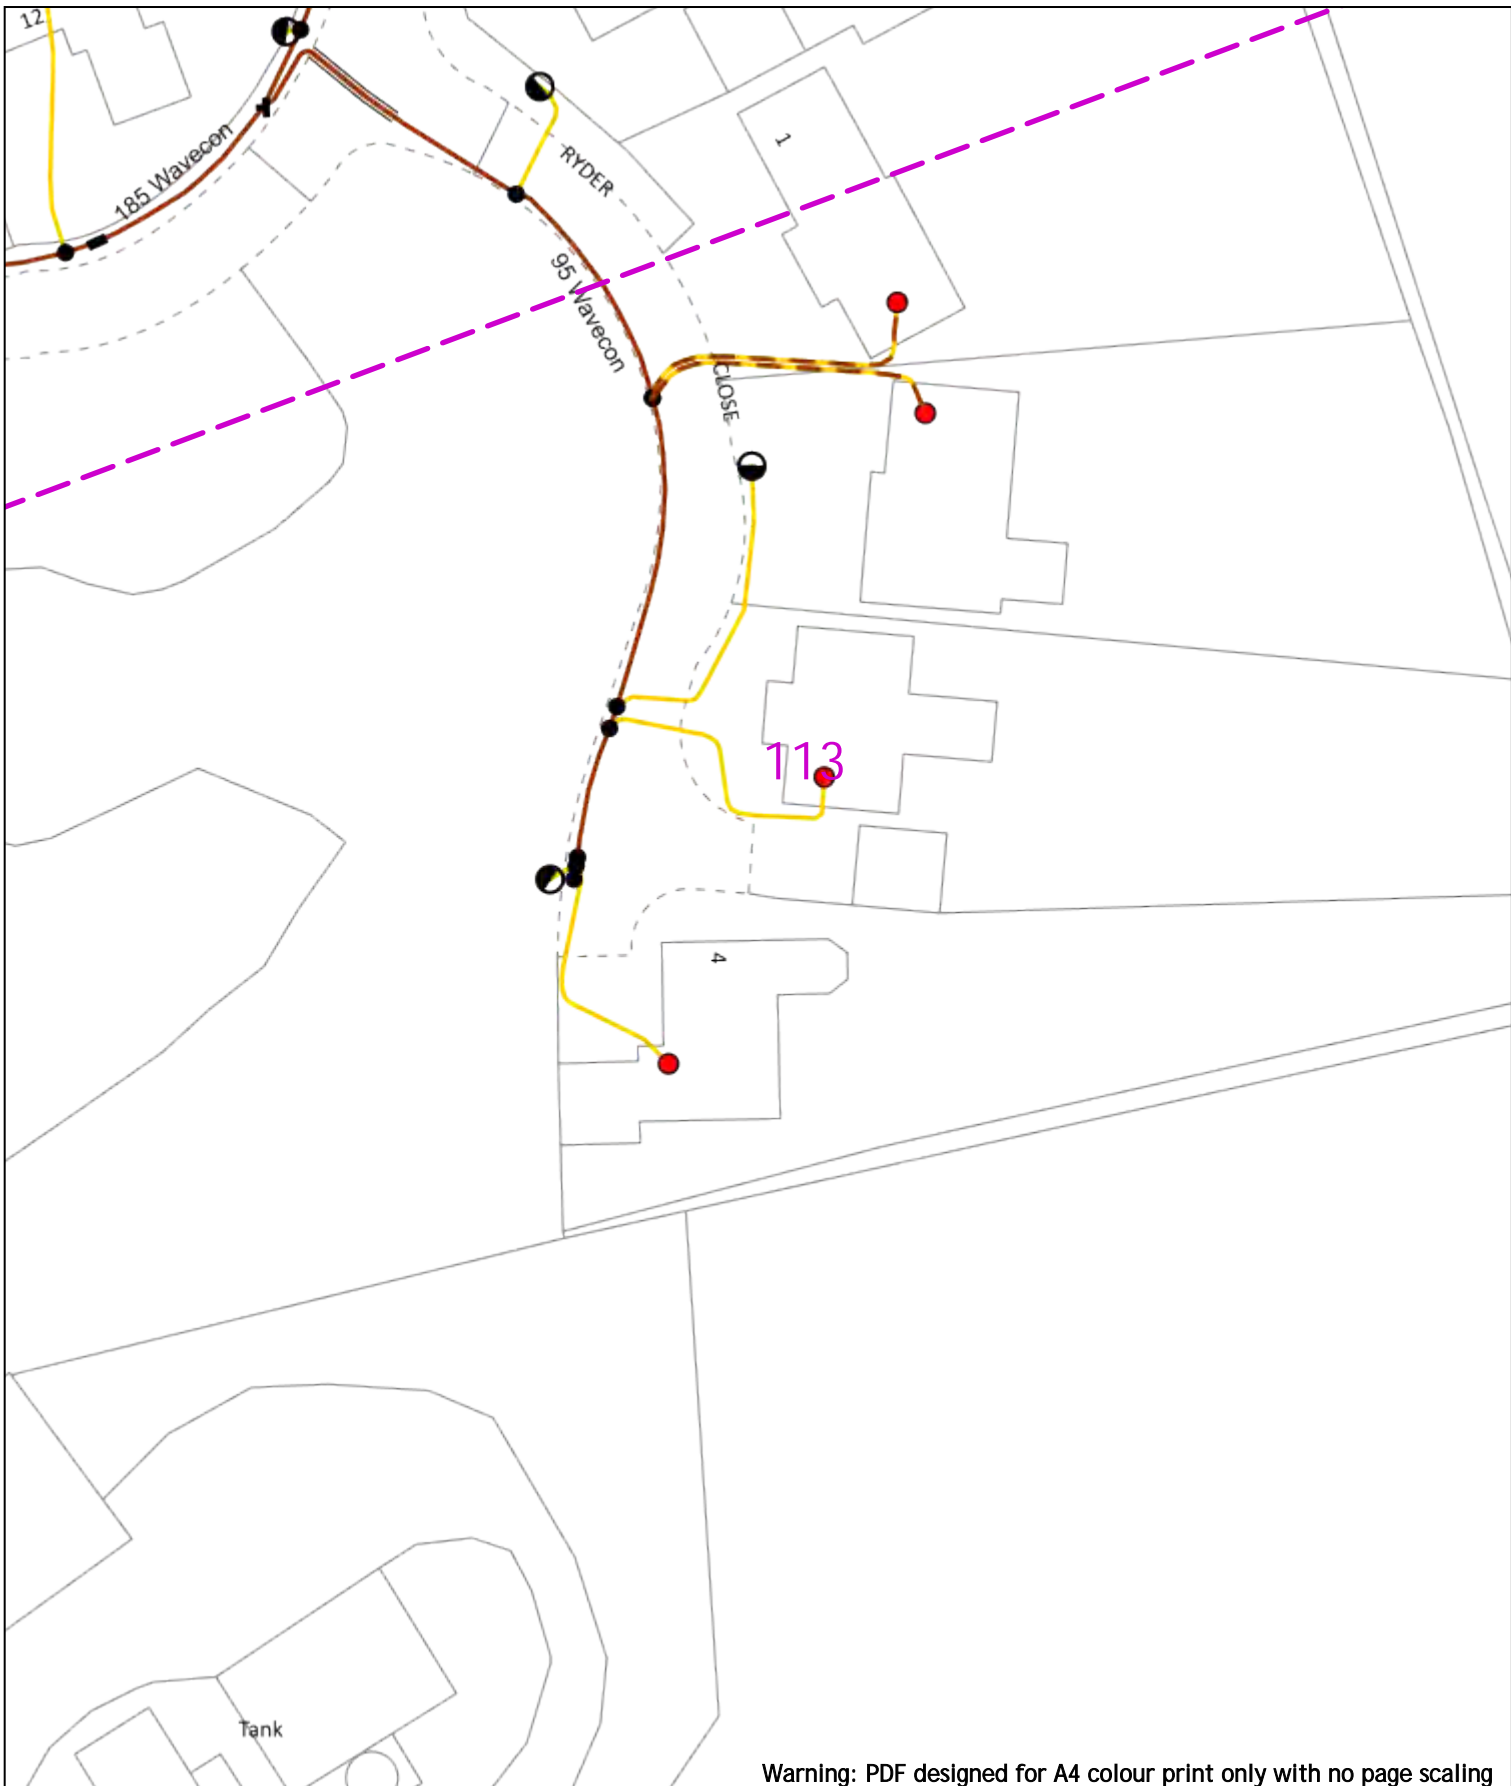 12
185 Wavecon
RYDER
CLOSE
1
95 Wavecon
113
4
Tank
Warning: PDF designed for A4 colour print only with no page scaling